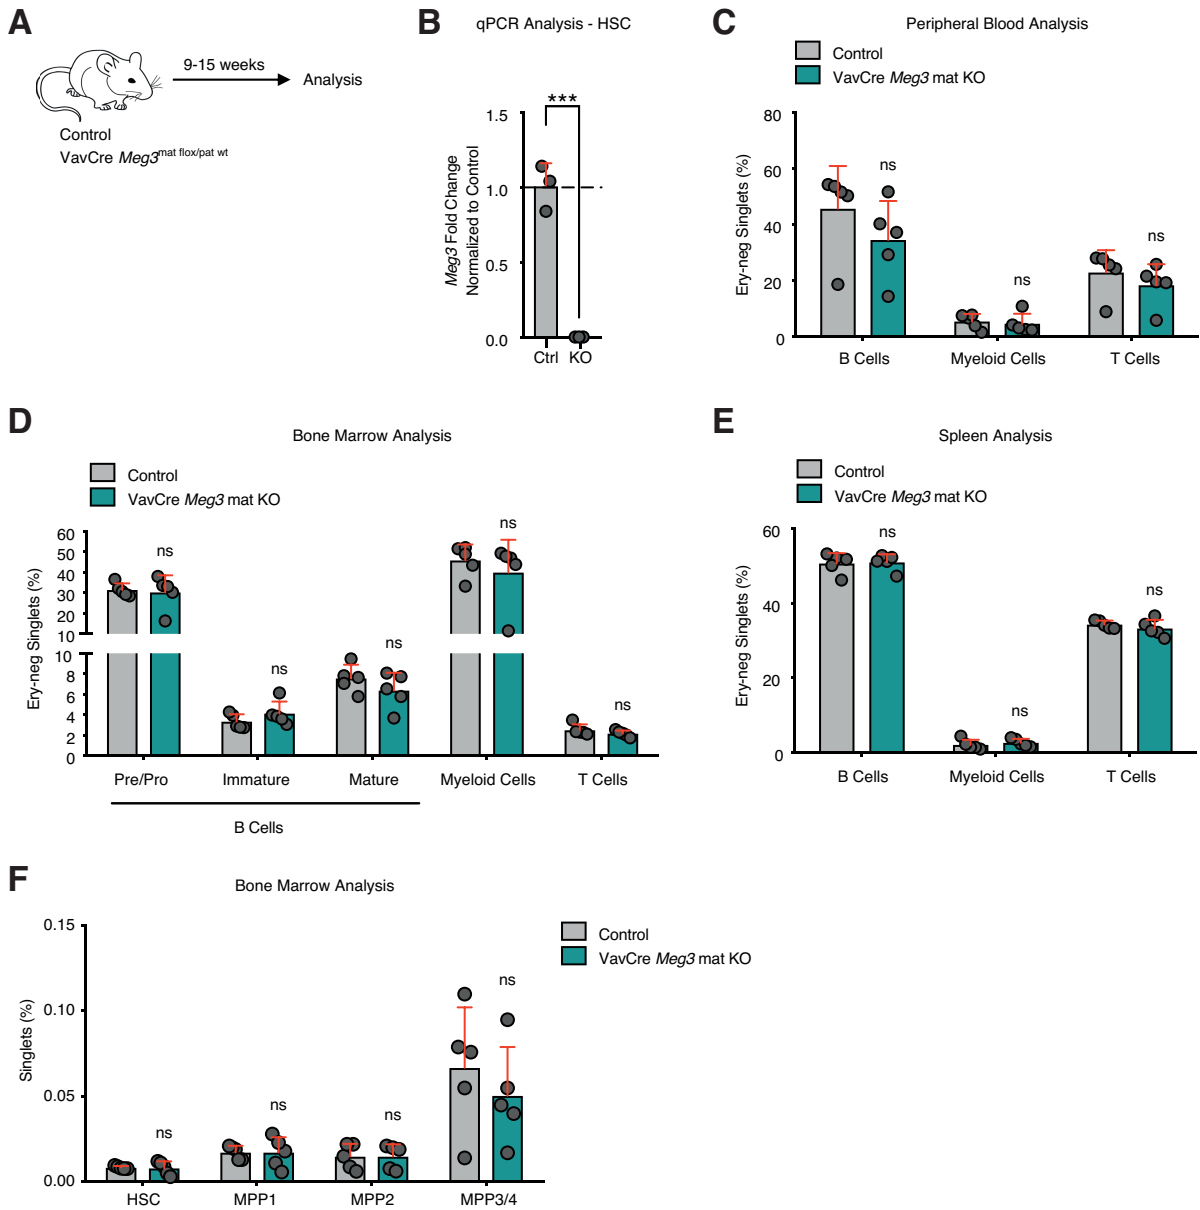 A
9-15 weeks
Analysis
Control
VavCre Meg3mat flox/pat wt
B
qPCR Analysis - HSC
***
Meg3 Fold Change
Normalized to Control
1.5
1.0
0.5
0.0
Ctrl KO
C
Peripheral Blood Analysis
Control
VavCre Meg3 mat KO
Ery-neg Singlets (%)
80
60
40
20
0
ns
ns
ns
B Cells
Myeloid Cells
T Cells
D
Bone Marrow Analysis
Control
VavCre Meg3 mat KO
Ery-neg Singlets (%)
60
50
40
30
20
10
10
8
6
4
2
0
ns
ns
ns
ns
ns
Pre/Pro
Immature
Mature
Myeloid Cells
T Cells
B Cells
E
Spleen Analysis
Control
VavCre Meg3 mat KO
Ery-neg Singlets (%)
60
40
20
0
ns
ns
ns
B Cells
Myeloid Cells
T Cells
F
Bone Marrow Analysis
Control
VavCre Meg3 mat KO
Singlets (%)
0.15
0.10
0.05
0.00
ns
ns
ns
ns
HSC
MPP1
MPP2
MPP3/4